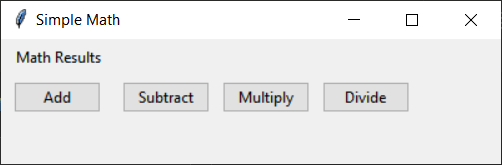 Simple Math
Math Results
Add Subtract Multiply Divide